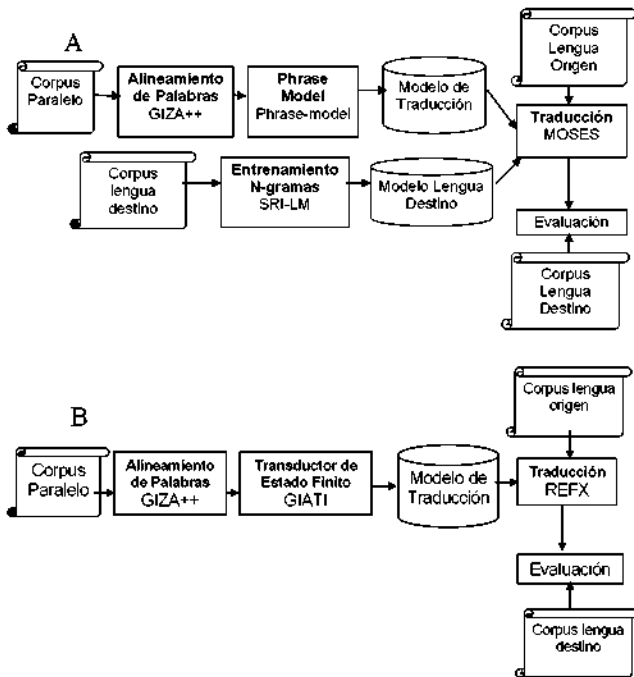 A
Corpus
Paralelo
Alineamiento
de Palabras
GIZA++
Phrase
Model
Phrase-model
Modelo de
Traducción
Corpus
Lengua
Origen
Traducción
MOSES
Corpus
lengua
destino
Entrenamiento
N-gramas
SRI-LM
Modelo Lengua
Destino
Evaluación
Corpus
Lengua
Destino
B
Corpus
Paralelo
Alineamiento
de Palabras
GIZA++
Transductor de
Estado Finito
GIATI
Modelo de
Traducción
Corpus lengua
origen
Traducción
REFX
Evaluación
Corpus lengua
destino